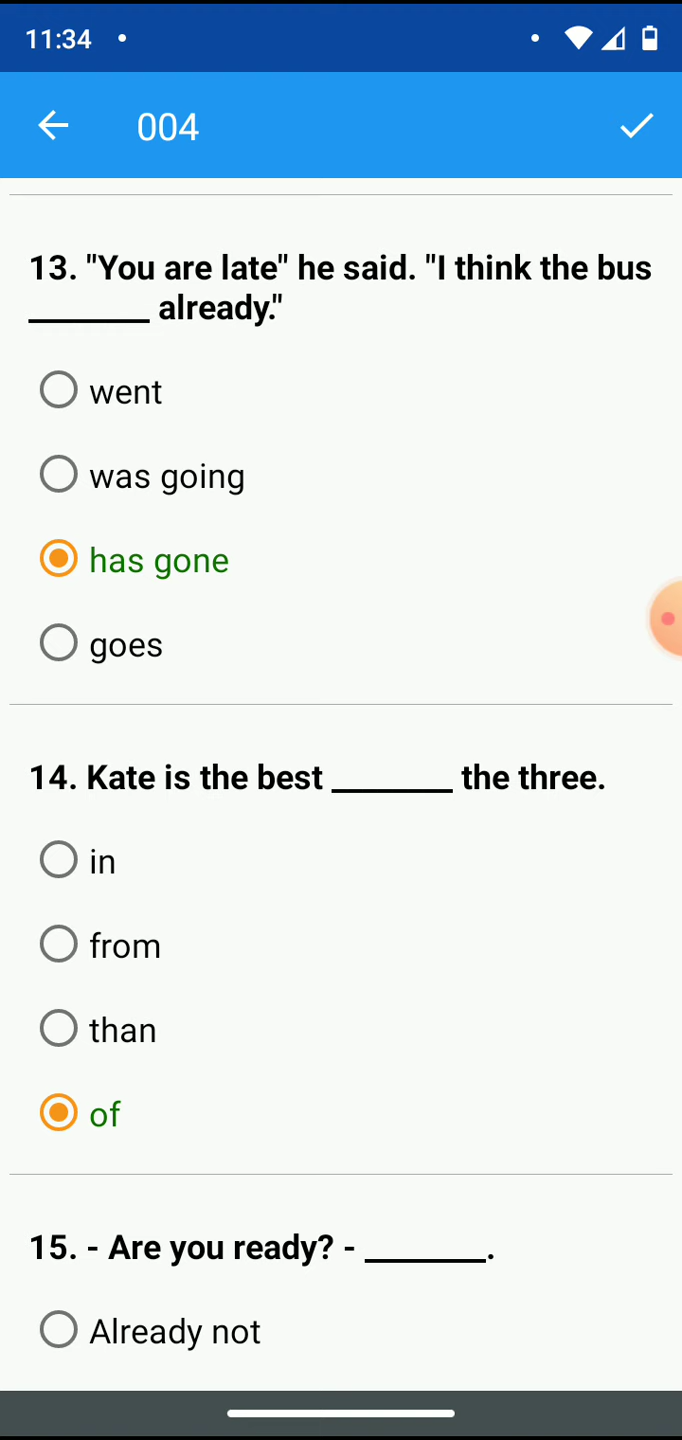 11:34
004
13. "You are late" he said. "I think the bus
_______ already."
went
was going
has gone
goes
14. Kate is the best _______ the three.
in
from
than
of
15. - Are you ready? - _______.
Already not